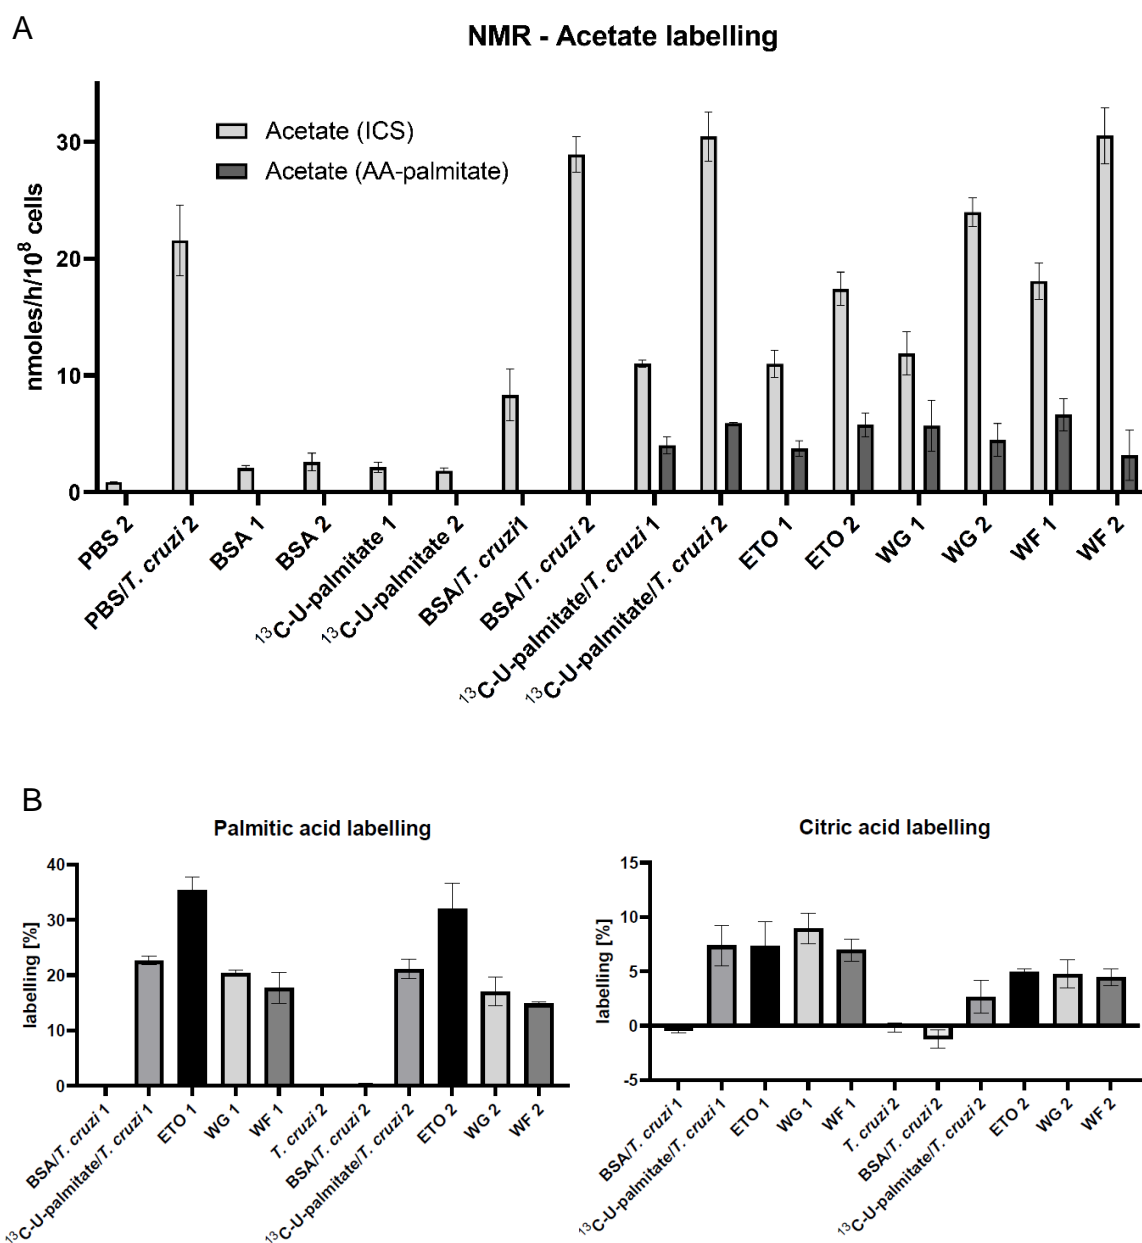 A
NMR - Acetate labelling
Acetate (ICS)
Acetate (AA-palmitate)
nmoles/h/10⁸ cells
30
20
10
0
PBS 2
PBS/T. cruzi 2
BSA 1
BSA 2
¹³C-U-palmitate 1
¹³C-U-palmitate 2
BSA/T. cruzi1
BSA/T. cruzi 2
¹³C-U-palmitate/T. cruzi 1
¹³C-U-palmitate/T. cruzi 2
ETO 1
ETO 2
WG 1
WG 2
WF 1
WF 2
B
Palmitic acid labelling
labelling [%]
40
30
20
10
0
BSA/T. cruzi 1
¹³C-U-palmitate/T. cruzi 1
ETO 1
WG 1
WF 1
T. cruzi 2
BSA/T. cruzi 2
¹³C-U-palmitate/T. cruzi 2
ETO 2
WG 2
WF 2
Citric acid labelling
labelling [%]
15
10
5
0
-5
BSA/T. cruzi 1
¹³C-U-palmitate/T. cruzi 1
ETO 1
WG 1
WF 1
T. cruzi 2
BSA/T. cruzi 2
¹³C-U-palmitate/T. cruzi 2
ETO 2
WG 2
WF 2